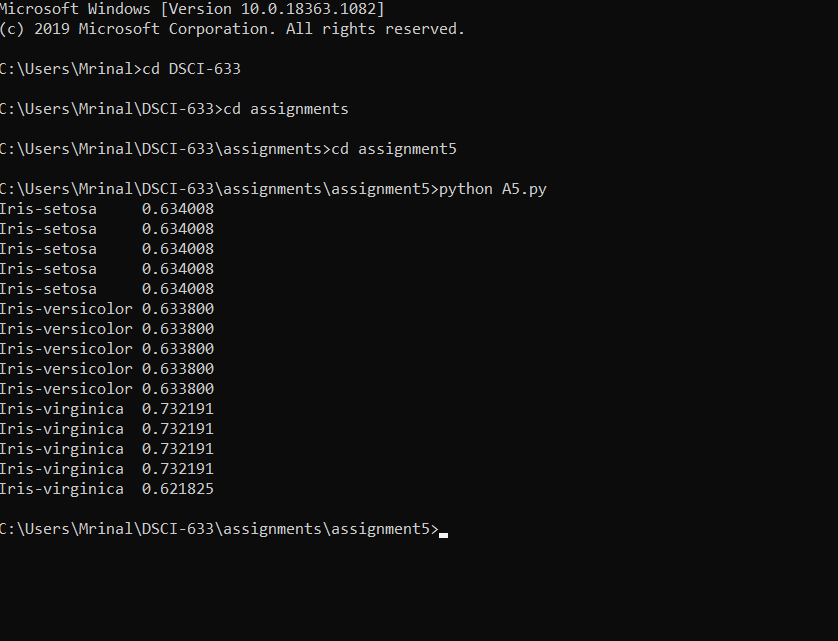 Microsoft Windows [Version 10.0.18363.1082]
(c) 2019 Microsoft Corporation. All rights reserved.
C:\Users\Mrinal>cd DSCI-633
C:\Users\Mrinal\DSCI-633>cd assignments
C:\Users\Mrinal\DSCI-633\assignments>cd assignment5
C:\Users\Mrinal\DSCI-633\assignments\assignment5>python A5.py
Iris-setosa     0.634008
Iris-setosa     0.634008
Iris-setosa     0.634008
Iris-setosa     0.634008
Iris-setosa     0.634008
Iris-versicolor 0.633800
Iris-versicolor 0.633800
Iris-versicolor 0.633800
Iris-versicolor 0.633800
Iris-versicolor 0.633800
Iris-virginica  0.732191
Iris-virginica  0.732191
Iris-virginica  0.732191
Iris-virginica  0.732191
Iris-virginica  0.621825
C:\Users\Mrinal\DSCI-633\assignments\assignment5>